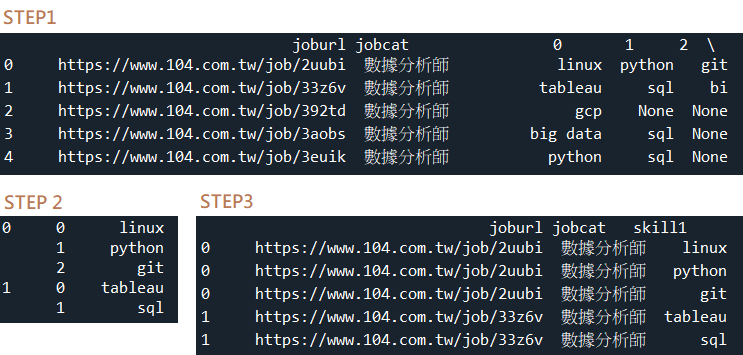 STEP1
joburl jobcat 0 1 2 \
0 https://www.104.com.tw/job/2uubi 數據分析師 linux python git
1 https://www.104.com.tw/job/33z6v 數據分析師 tableau sql bi
2 https://www.104.com.tw/job/392td 數據分析師 gcp None None
3 https://www.104.com.tw/job/3aobs 數據分析師 big data sql None
4 https://www.104.com.tw/job/3euik 數據分析師 python sql None
STEP 2
0 0 linux
1 python
2 git
1 0 tableau
1 sql
STEP3
joburl jobcat skill1
0 https://www.104.com.tw/job/2uubi 數據分析師 linux
0 https://www.104.com.tw/job/2uubi 數據分析師 python
0 https://www.104.com.tw/job/2uubi 數據分析師 git
1 https://www.104.com.tw/job/33z6v 數據分析師 tableau
1 https://www.104.com.tw/job/33z6v 數據分析師 sql